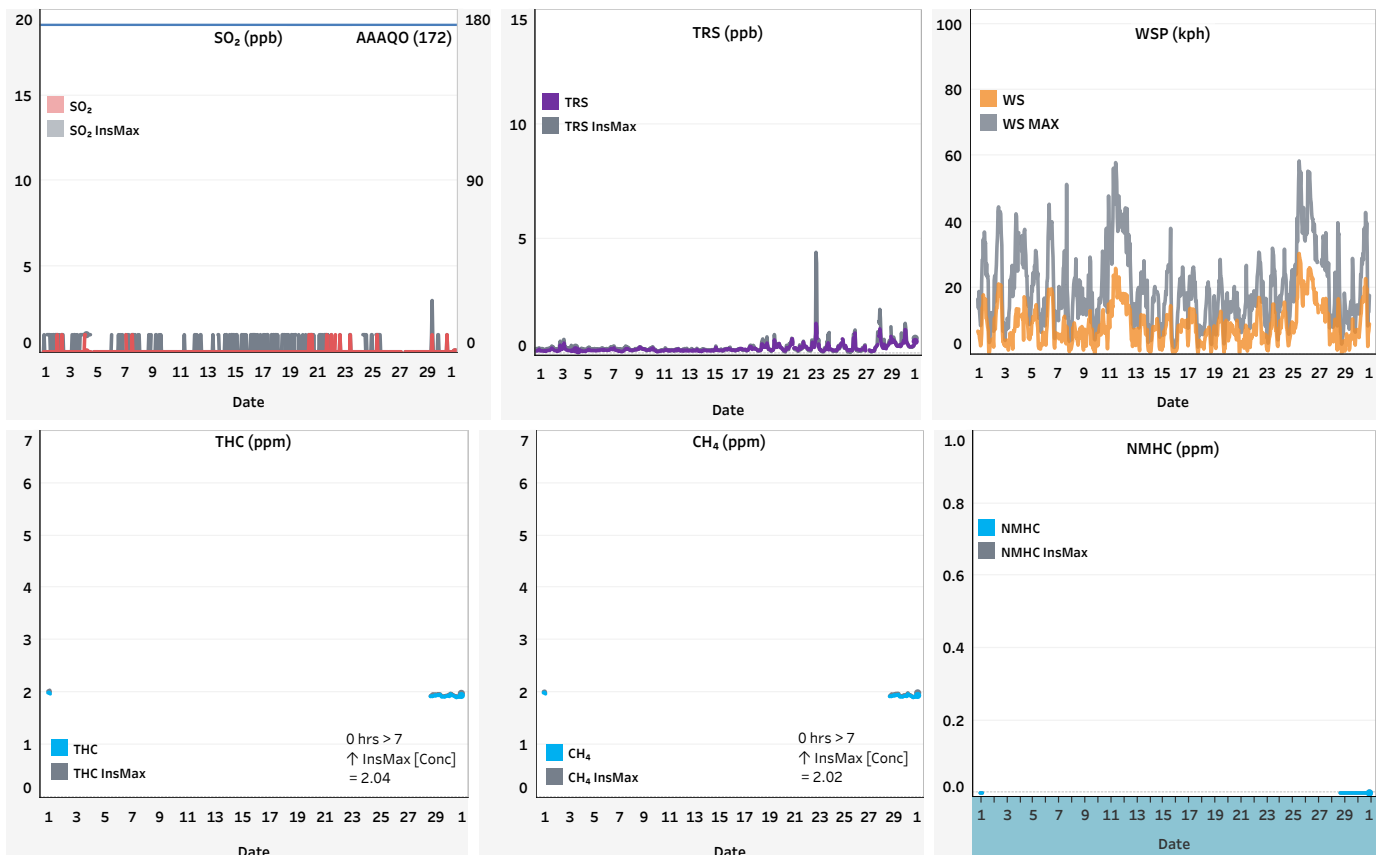 SO₂ (ppb)
AAAQO (172)
20
15
10
5
0
180
90
0
SO₂
SO₂ InsMax
1 3 5 7 9 11 13 15 17 19 21 23 25 27 29 1
Date
TRS (ppb)
15
10
5
0
TRS
TRS InsMax
1 3 5 7 9 11 13 15 17 19 21 23 25 27 29 1
Date
WSP (kph)
100
80
60
40
20
0
WS
WS MAX
1 3 5 7 9 11 13 15 17 19 21 23 25 27 29 1
Date
THC (ppm)
7
6
5
4
3
2
1
0
THC
THC InsMax
0 hrs > 7
↑ InsMax [Conc]
= 2.04
1 3 5 7 9 11 13 15 17 19 21 23 25 27 29 1
Date
CH₄ (ppm)
7
6
5
4
3
2
1
0
CH₄
CH₄ InsMax
0 hrs > 7
↑ InsMax [Conc]
= 2.02
1 3 5 7 9 11 13 15 17 19 21 23 25 27 29 1
Date
NMHC (ppm)
1.0
0.8
0.6
0.4
0.2
0.0
NMHC
NMHC InsMax
1 3 5 7 9 11 13 15 17 19 21 23 25 27 29 1
Date